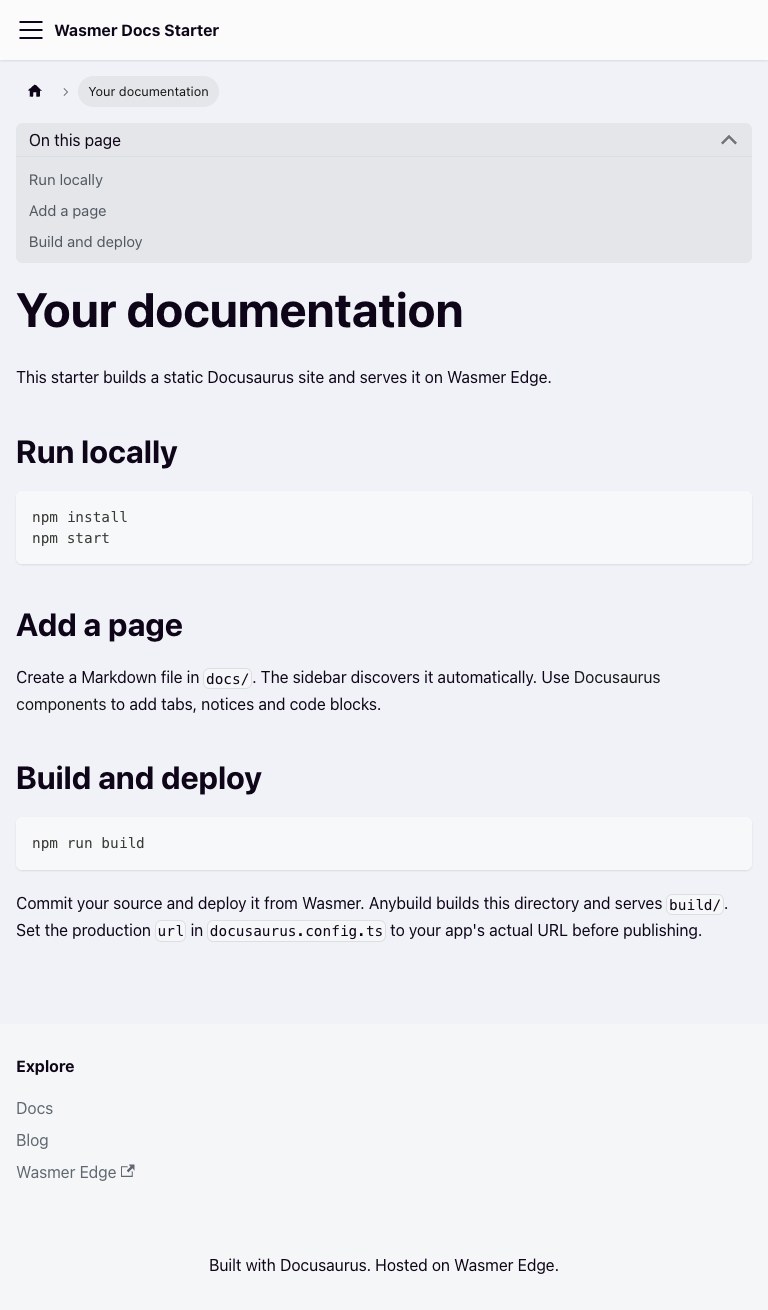 Wasmer Docs Starter
Your documentation
On this page
Run locally
Add a page
Build and deploy
Your documentation
This starter builds a static Docusaurus site and serves it on Wasmer Edge.
Run locally
npm install
npm start
Add a page
Create a Markdown file in docs/. The sidebar discovers it automatically. Use Docusaurus
components to add tabs, notices and code blocks.
Build and deploy
npm run build
Commit your source and deploy it from Wasmer. Anybuild builds this directory and serves build/.
Set the production url in docusaurus.config.ts to your app's actual URL before publishing.
Explore
Docs
Blog
Wasmer Edge
Built with Docusaurus. Hosted on Wasmer Edge.